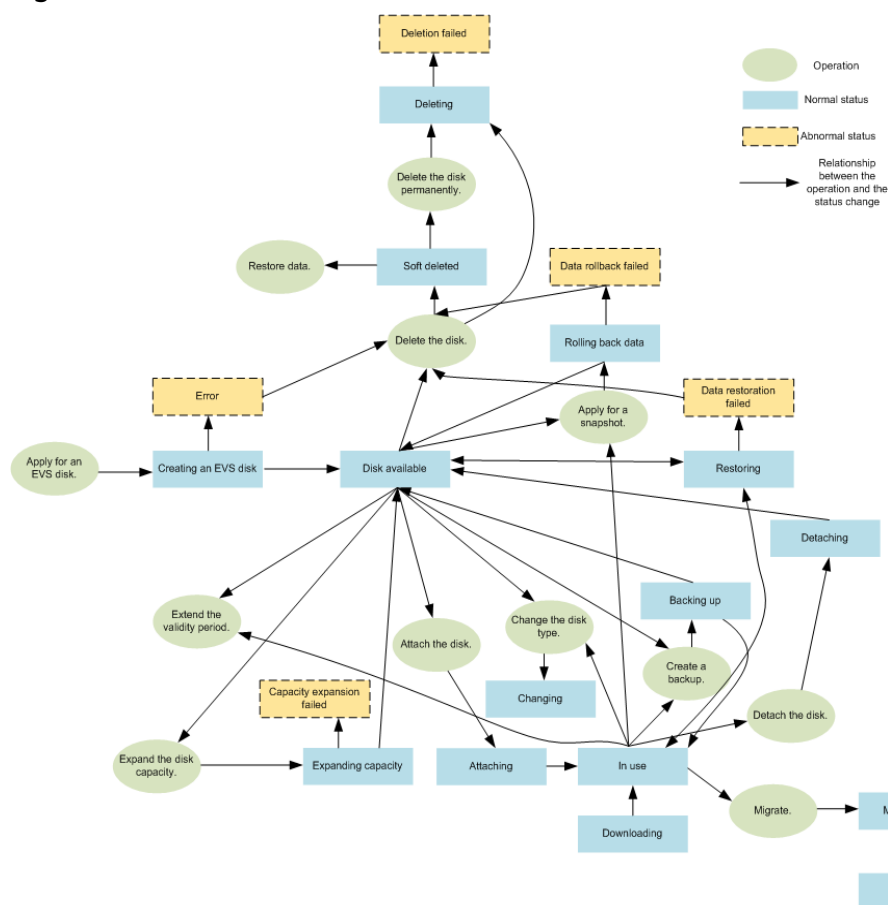 Deletion failed
Operation
Deleting
Normal status
Abnormal status
Relationship
between the
operation and the
status change
Delete the disk
permanently.
Restore data.
Soft deleted
Data rollback failed
Delete the disk.
Rolling back data
Error
Data restoration
failed
Apply for a
snapshot.
Apply for an
EVS disk.
Creating an EVS disk
Disk available
Restoring
Detaching
Backing up
Extend the
validity period.
Change the disk
type.
Attach the disk.
Create a
backup.
Changing
Capacity expansion
failed
Detach the disk.
Expand the disk
capacity.
Expanding capacity
Attaching
In use
Migrate.
Downloading